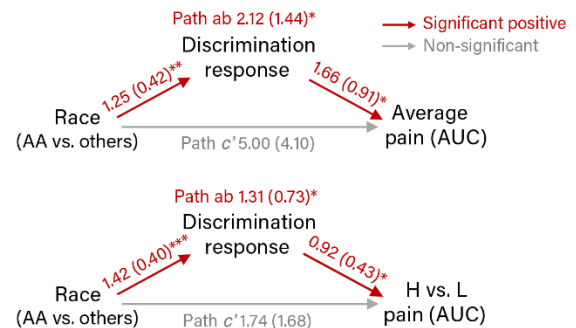 Path ab 2.12 (1.44)*
Significant positive
Non-significant
Discrimination
response
1.25 (0.42)**
1.66 (0.91)*
Race
(AA vs. others)
Average
pain (AUC)
Path c' 5.00 (4.10)
Path ab 1.31 (0.73)*
Discrimination
response
1.42 (0.40)***
0.92 (0.43)*
Race
(AA vs. others)
H vs. L
pain (AUC)
Path c' 1.74 (1.68)